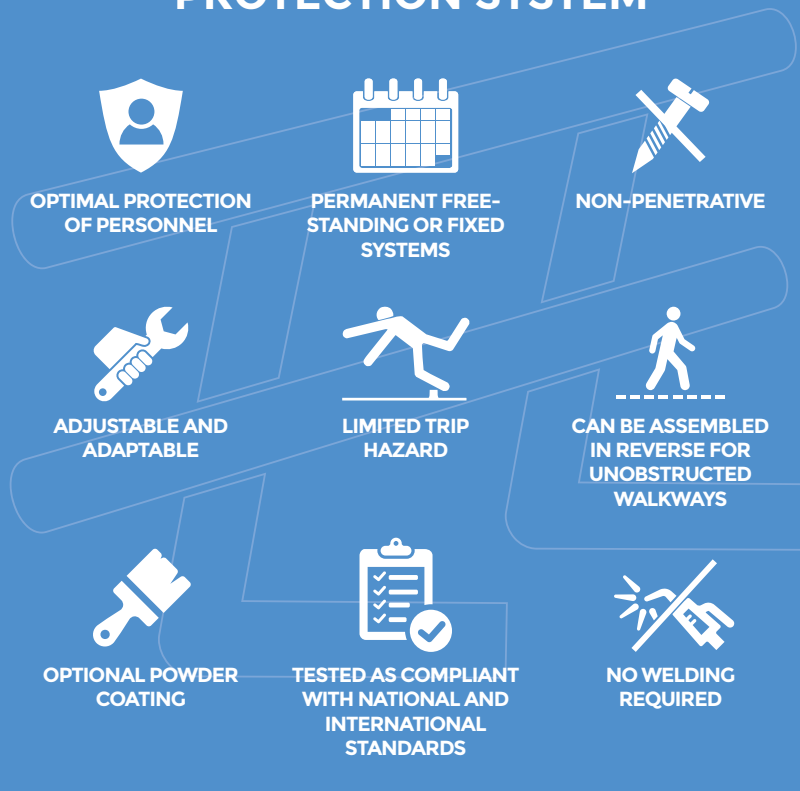 PROTECTION SYSTEM
OPTIMAL PROTECTION
OF PERSONNEL
PERMANENT FREE-
STANDING OR FIXED
SYSTEMS
NON-PENETRATIVE
ADJUSTABLE AND
ADAPTABLE
LIMITED TRIP
HAZARD
CAN BE ASSEMBLED
IN REVERSE FOR
UNOBSTRUCTED
WALKWAYS
OPTIONAL POWDER
COATING
TESTED AS COMPLIANT
WITH NATIONAL AND
INTERNATIONAL
STANDARDS
NO WELDING
REQUIRED